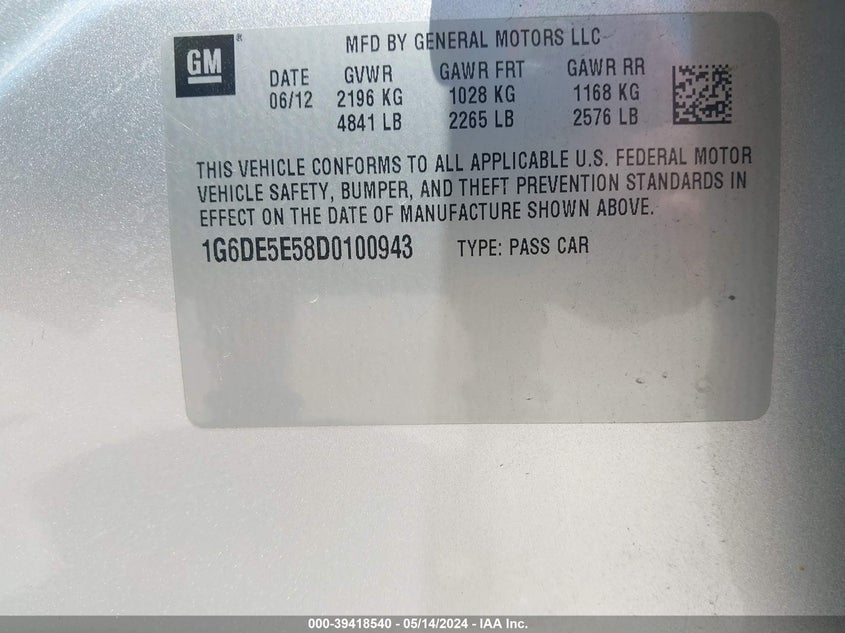 GM®
MFD BY GENERAL MOTORS LLC
DATE GVWR GAWR FRT GAWR RR
06/12 2196 KG 1028 KG 1168 KG
4841 LB 2265 LB 2576 LB
THIS VEHICLE CONFORMS TO ALL APPLICABLE U.S. FEDERAL MOTOR
VEHICLE SAFETY, BUMPER, AND THEFT PREVENTION STANDARDS IN
EFFECT ON THE DATE OF MANUFACTURE SHOWN ABOVE.
1G6DE5E58D0100943 TYPE: PASS CAR
000-39418540 - 05/14/2024 - IAA Inc.